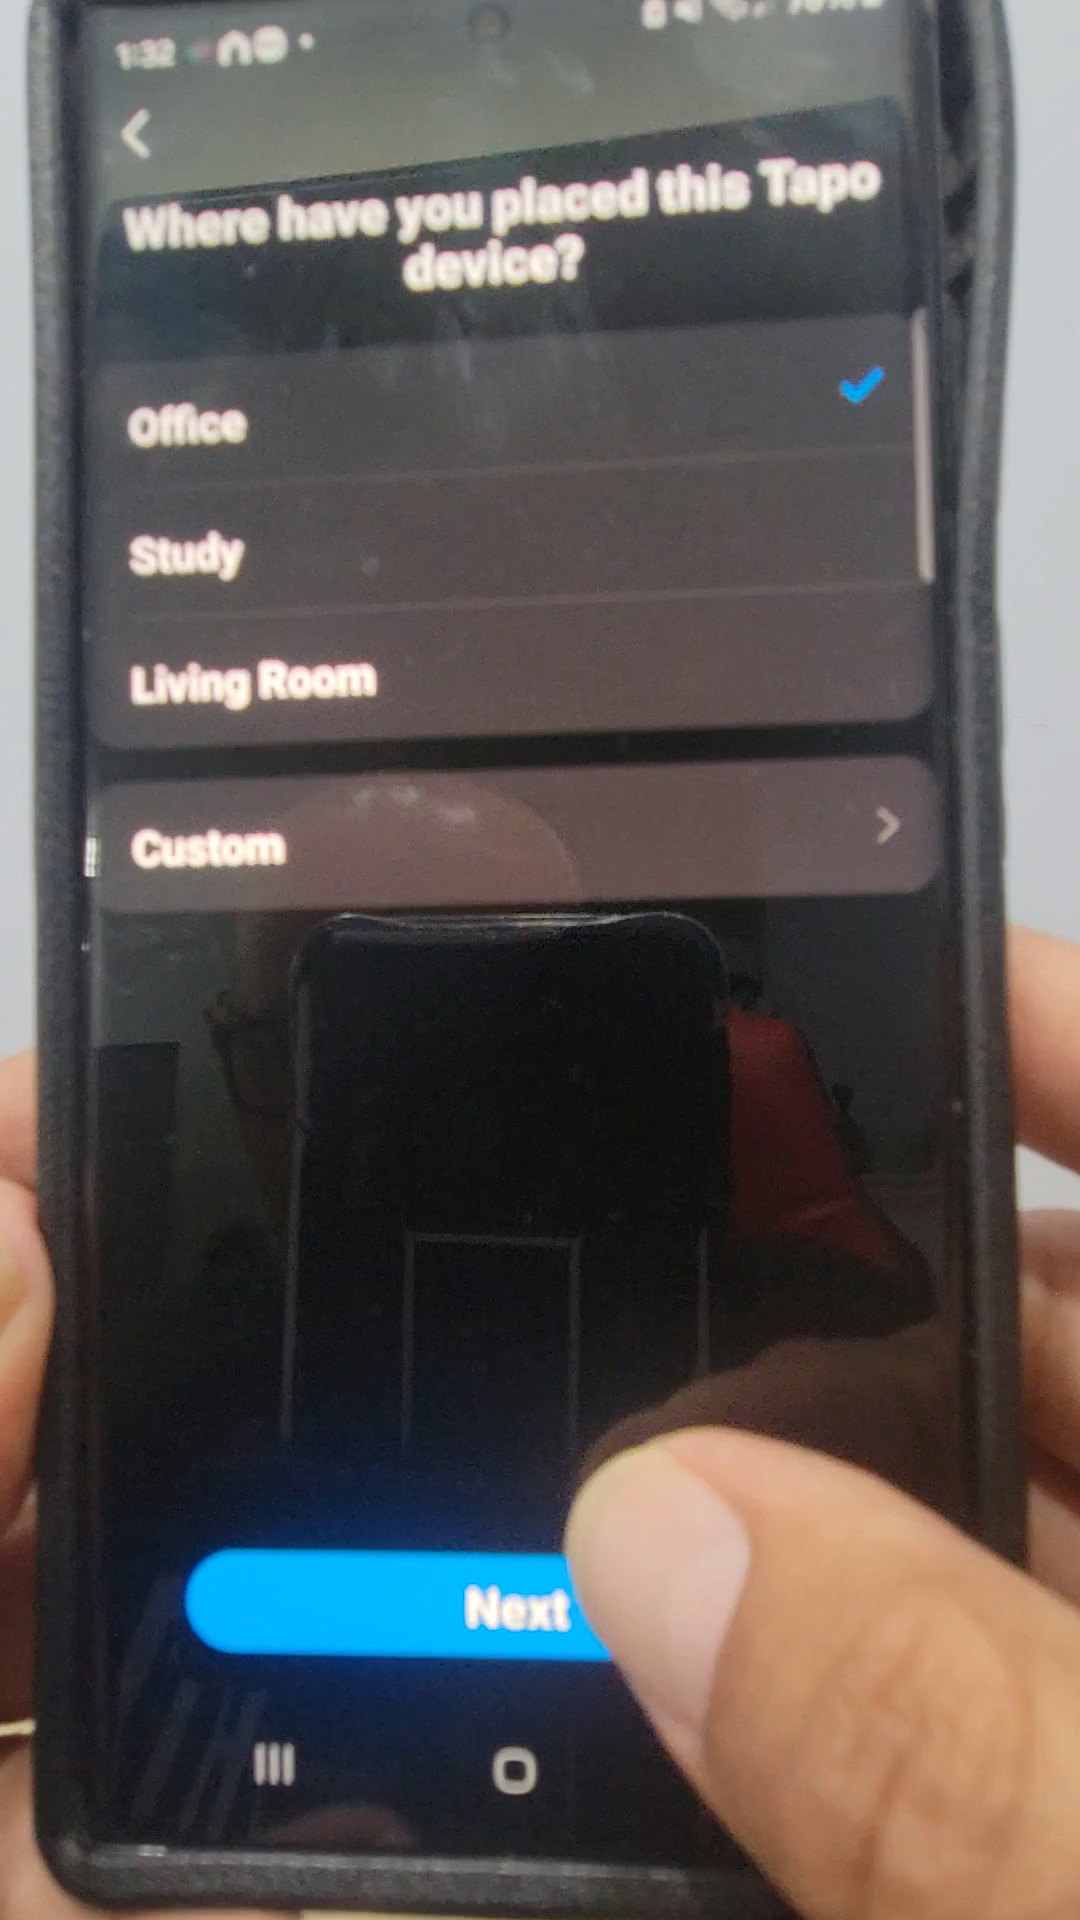 1:32
Where have you placed this Tapo
device?
Office
Study
Living Room
Custom
Next